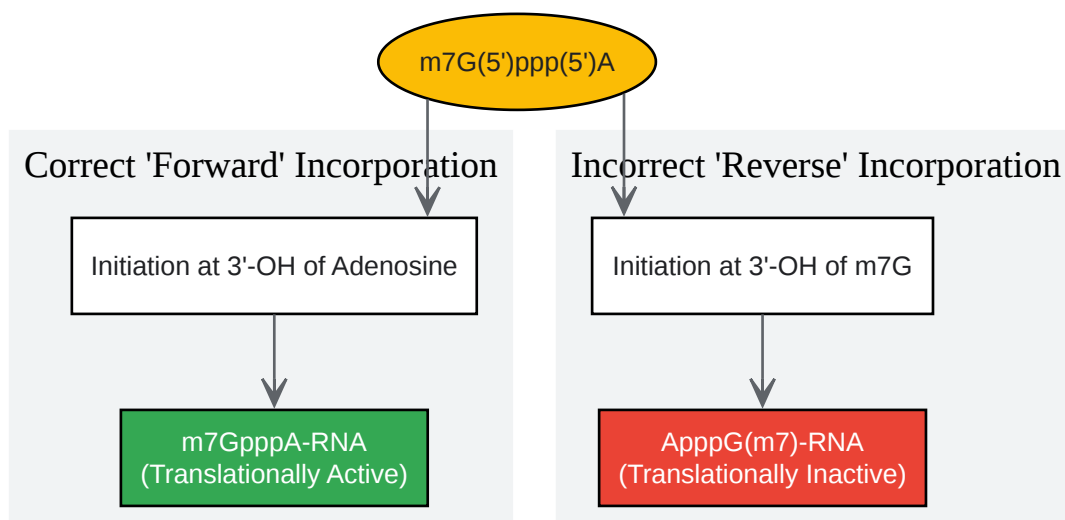 m7G(5')ppp(5')A
Correct 'Forward' Incorporation
Incorrect 'Reverse' Incorporation
Initiation at 3'-OH of Adenosine
Initiation at 3'-OH of m7G
m7GpppA-RNA
(Translationally Active)
ApppG(m7)-RNA
(Translationally Inactive)